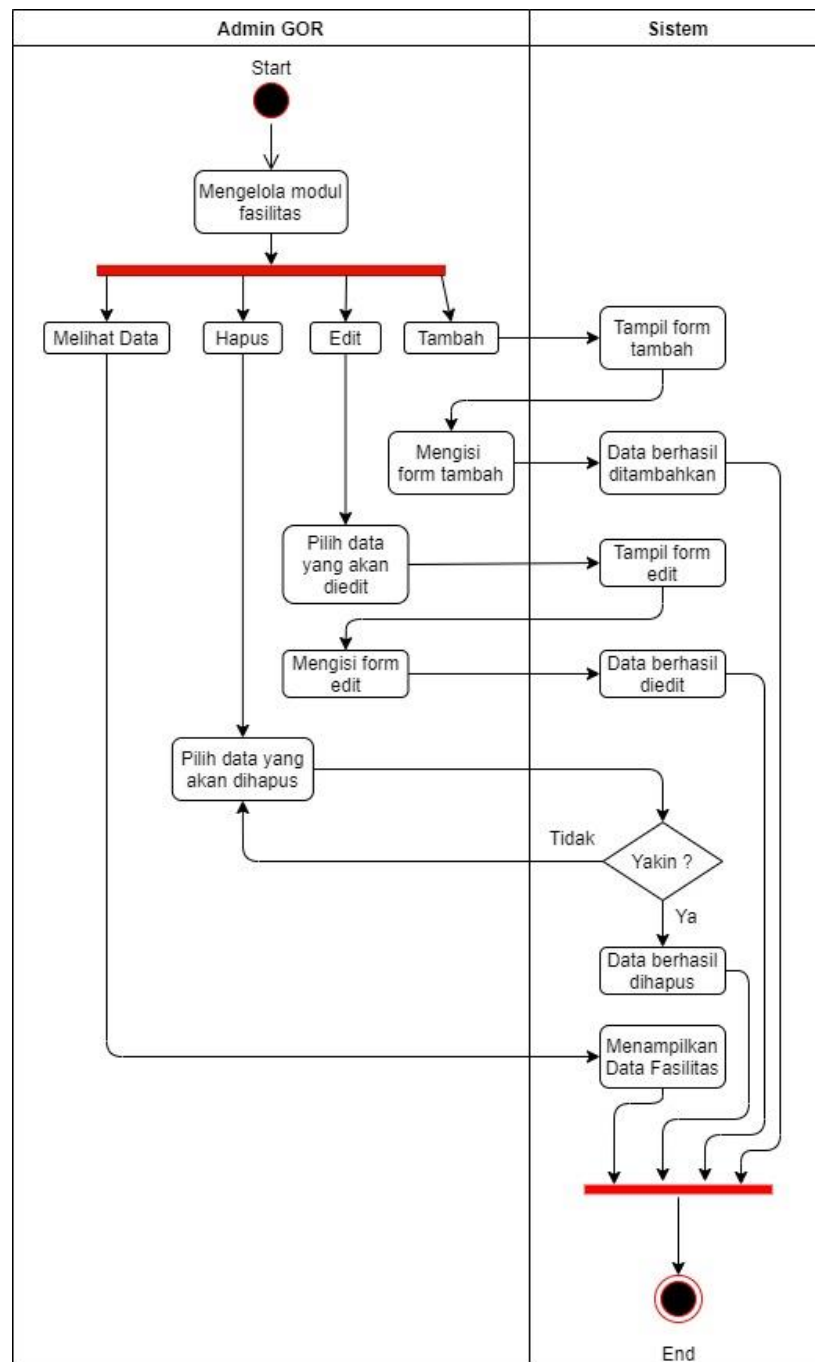 Admin GOR
Sistem
Start
Mengelola modul
fasilitas
Melihat Data
Hapus
Edit
Tambah
Tampil form
tambah
Mengisi
form tambah
Data berhasil
ditambahkan
Pilih data
yang akan
diedit
Tampil form
edit
Mengisi form
edit
Data berhasil
diedit
Pilih data yang
akan dihapus
Tidak
Yakin ?
Ya
Data berhasil
dihapus
Menampilkan
Data Fasilitas
End